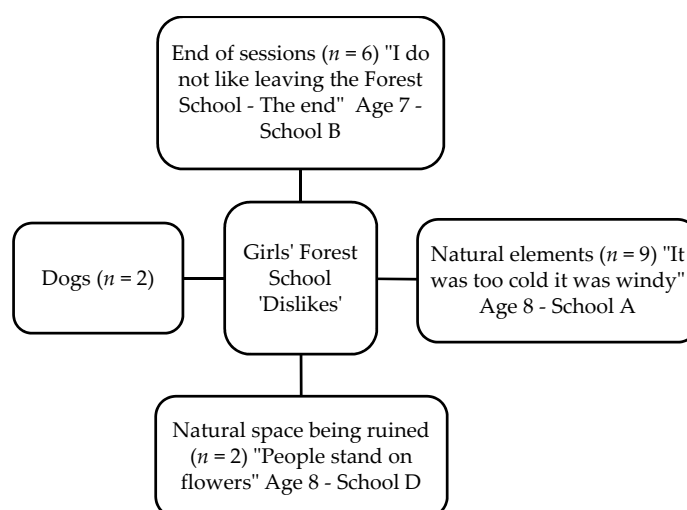 End of sessions (n = 6) "I do
not like leaving the Forest
School - The end"  Age 7 -
School B
Dogs (n = 2)
Girls' Forest
School
'Dislikes'
Natural elements (n = 9) "It
was too cold it was windy"
Age 8 - School A
Natural space being ruined
(n = 2) "People stand on
flowers" Age 8 - School D